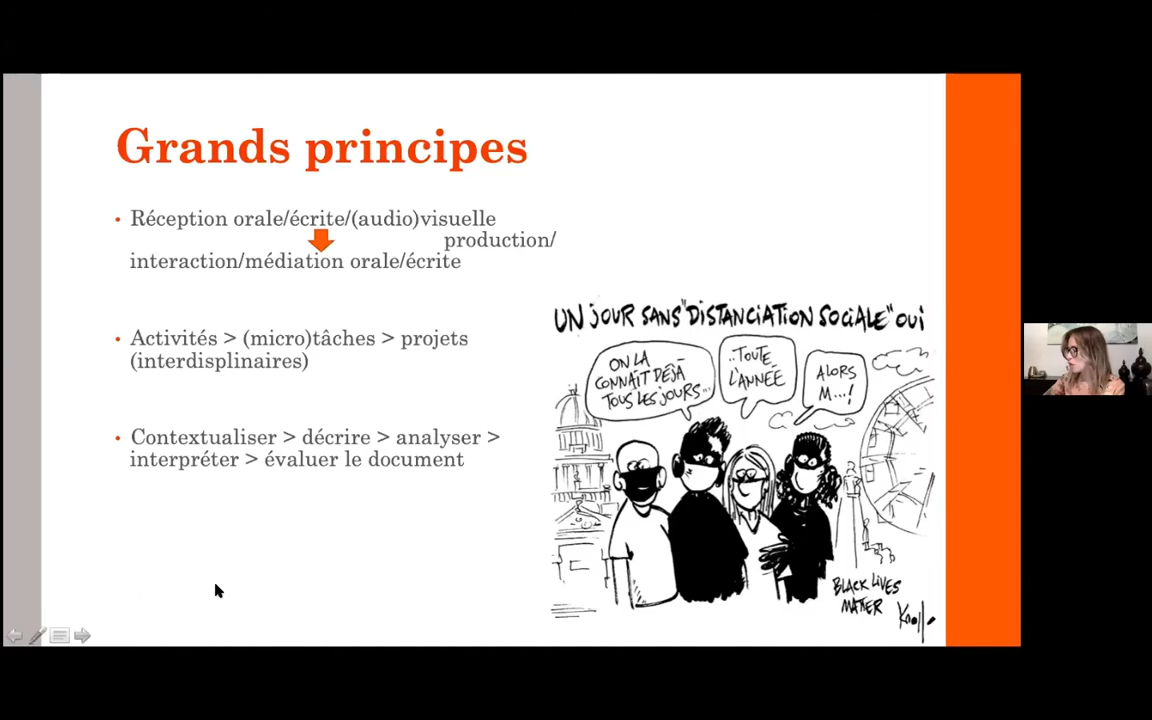 Grands principes
• Réception orale/écrite/(audio)visuelle
production/
interaction/médiation orale/écrite
• Activités > (micro)tâches > projets
(interdisplinaires)
• Contextualiser > décrire > analyser >
interpréter > évaluer le document
UN JOUR SANS "DISTANCIATION SOCIALE" OUI
ON LA
CONNAÎT DÉJÀ
TOUS LES JOURS...
..TOUTE
L'ANNÉE
ALORS
M...!
BLACK LIVES
MATTER